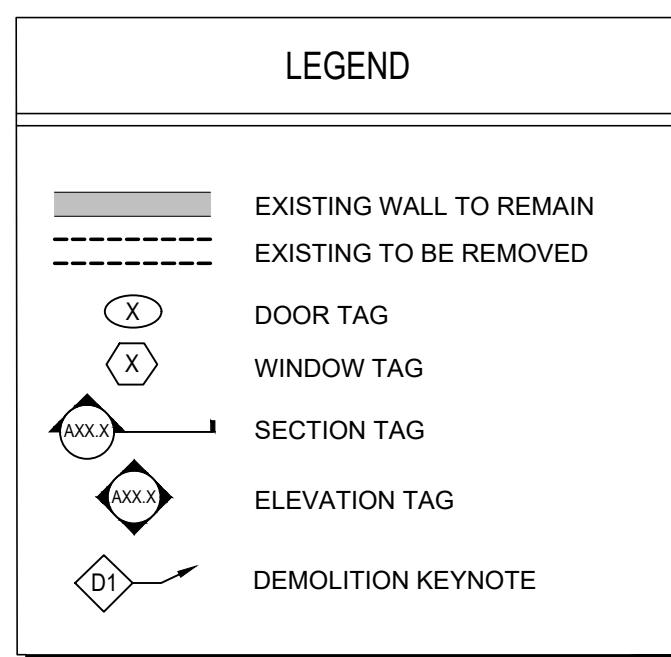 LEGEND
EXISTING WALL TO REMAIN
EXISTING TO BE REMOVED
X DOOR TAG
X WINDOW TAG
AXX.X SECTION TAG
AXX.X ELEVATION TAG
D1 DEMOLITION KEYNOTE